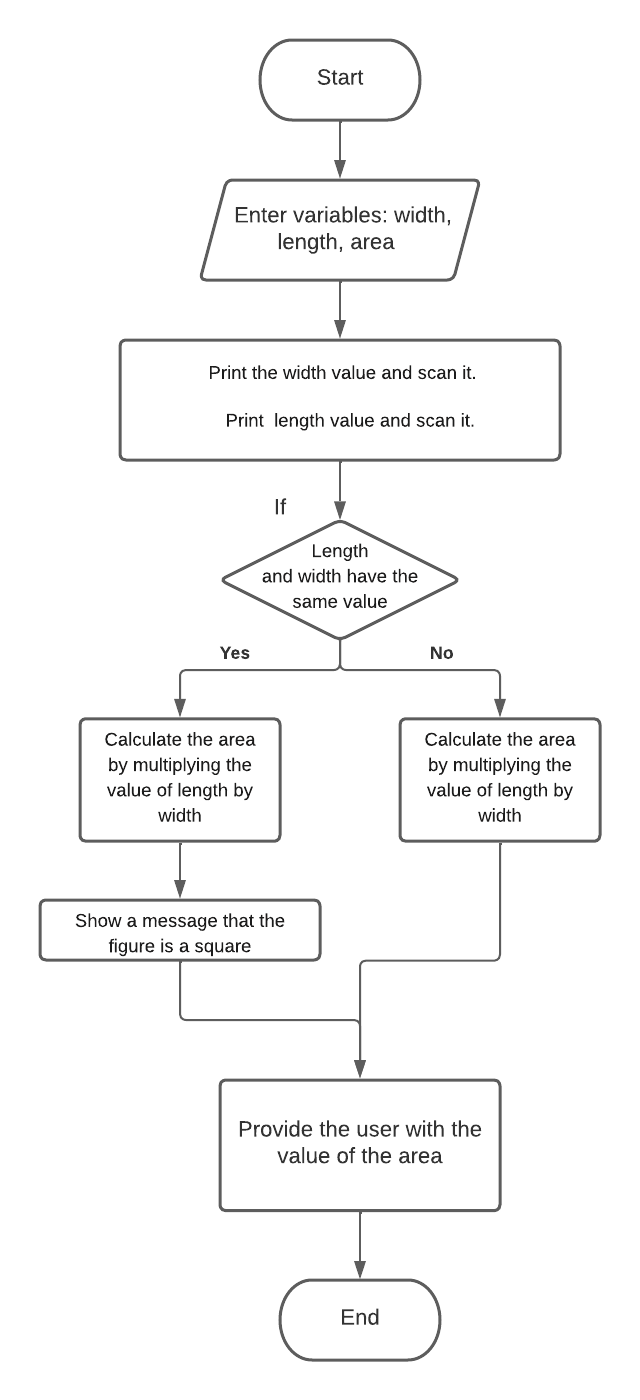 Start
Enter variables: width,
length, area
Print the width value and scan it.
Print  length value and scan it.
If
Length
and width have the
same value
Yes
No
Calculate the area
by multiplying the
value of length by
width
Calculate the area
by multiplying the
value of length by
width
Show a message that the
figure is a square
Provide the user with the
value of the area
End